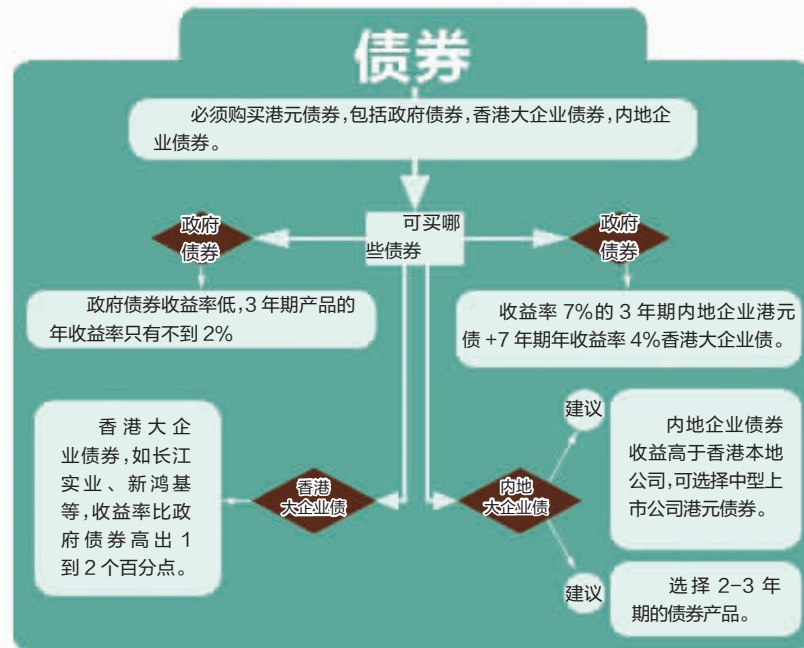 债券
必须购买港元债券,包括政府债券,香港大企业债券,内地企
业债券。
可买哪
些债券
政府
债券
政府债券收益率低,3 年期产品的
年收益率只有不到 2%
政府
债券
收益率 7%的 3 年期内地企业港元
债 +7 年期年收益率 4%香港大企业债。
香港大企
业债券,如长江
实业、新鸿基
等,收益率比政
府债券高出 1
到 2 个百分点。
香港
大企业债
内地
大企业债
建议
内地企业债券
收益高于香港本地
公司,可选择中型上
市公司港元债券。
建议
选择 2-3 年
期的债券产品。